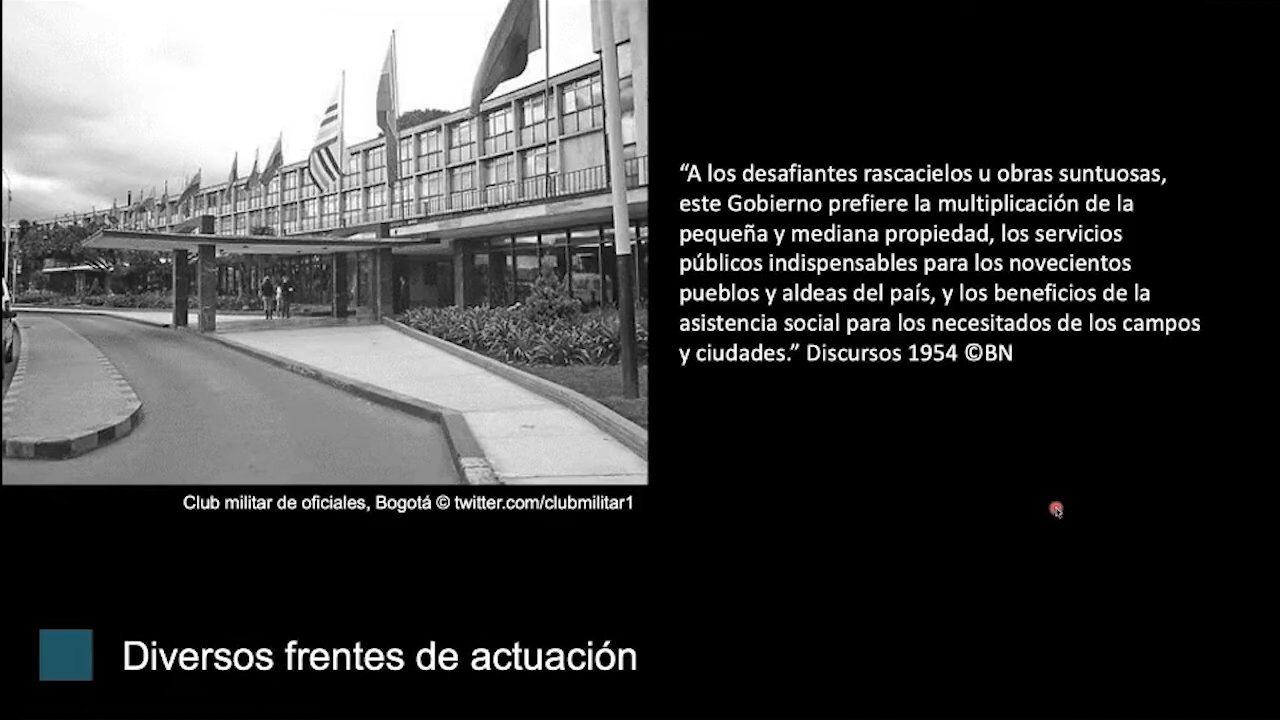 “A los desafiantes rascacielos u obras suntuosas,
este Gobierno prefiere la multiplicación de la
pequeña y mediana propiedad, los servicios
públicos indispensables para los novecientos
pueblos y aldeas del país, y los beneficios de la
asistencia social para los necesitados de los campos
y ciudades.” Discursos 1954 ©BN
Club militar de oficiales, Bogotá © twitter.com/clubmilitar1
Diversos frentes de actuación